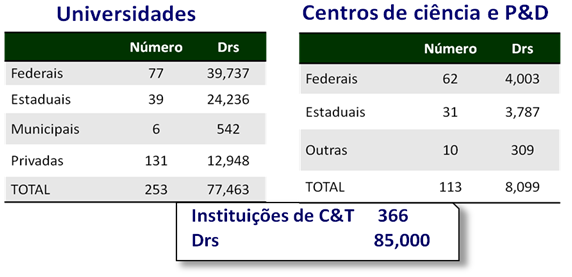 Universidades
Número Drs
Federais 77 39,737
Estaduais 39 24,236
Municipais 6 542
Privadas 131 12,948
TOTAL 253 77,463
Centros de ciência e P&D
Número Drs
Federais 62 4,003
Estaduais 31 3,787
Outras 10 309
TOTAL 113 8,099
Instituições de C&T 366
Drs 85,000